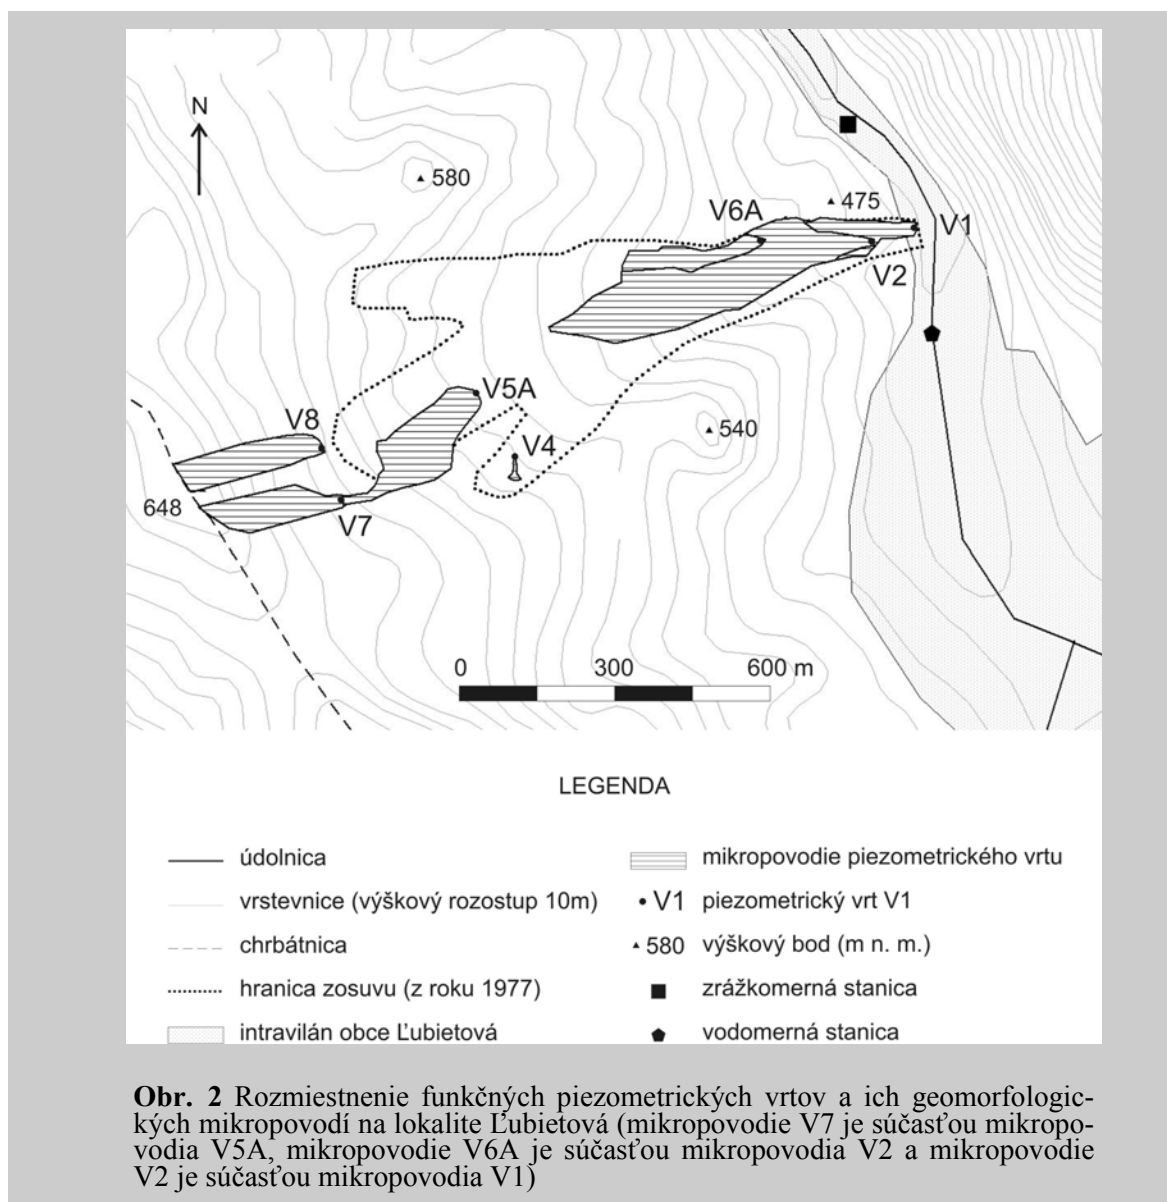 N
580
475
V6A
V1
V2
V5A
V8
540
V4
648
V7
0 300 600 m
LEGENDA
údolnica
vrstevnice (výškový rozostup 10m)
chrbátnica
hranica zosuvu (z roku 1977)
intravilán obce Ľubietová
mikropovodie piezometrického vrtu
V1 piezometrický vrt V1
580 výškový bod (m n. m.)
zrážkomerná stanica
vodomerná stanica
Obr. 2 Rozmiestnenie funkčných piezometrických vrtov a ich geomorfologic-
kých mikropovodí na lokalite Ľubietová (mikropovodie V7 je súčasťou mikropo-
vodia V5A, mikropovodie V6A je súčasťou mikropovodia V2 a mikropovodie
V2 je súčasťou mikropovodia V1)